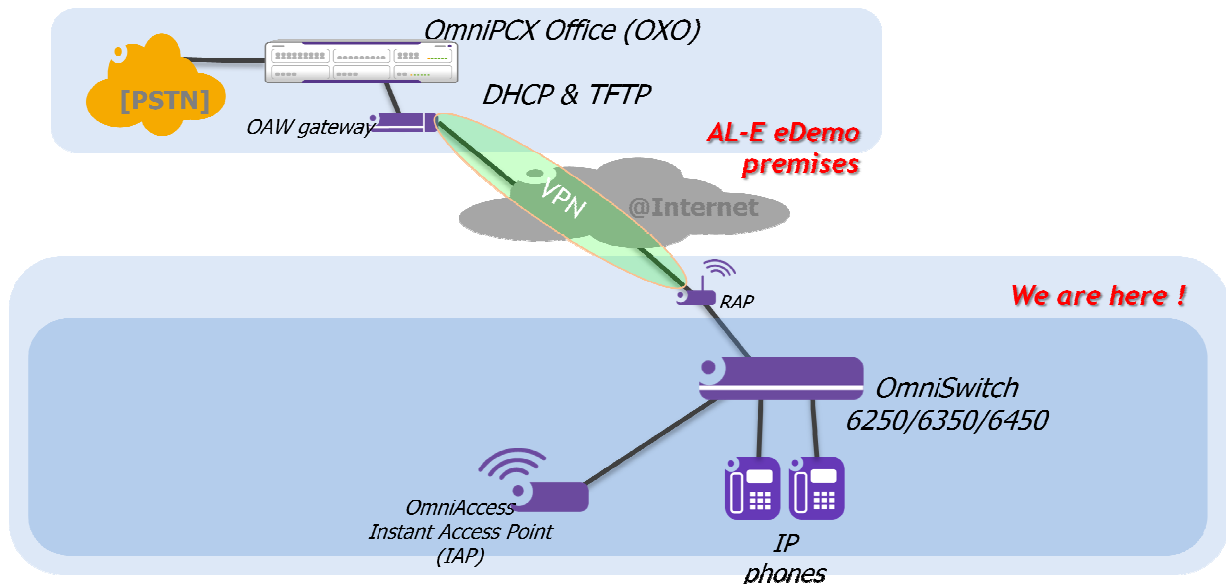 OmniPCX Office (OXO)
[PSTN]
DHCP & TFTP
OAW gateway
AL-E eDemo
premises
VPN
@Internet
We are here !
RAP
OmniSwitch
6250/6350/6450
OmniAccess
Instant Access Point
(IAP)
IP
phones